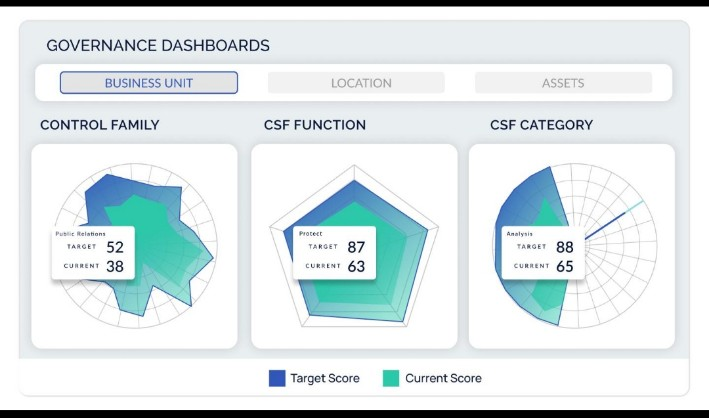 GOVERNANCE DASHBOARDS
BUSINESS UNIT
LOCATION
ASSETS
CONTROL FAMILY
CSF FUNCTION
CSF CATEGORY
Public Relations
TARGET 52
CURRENT 38
Protect
TARGET 87
CURRENT 63
Analysis
TARGET 88
CURRENT 65
Target Score
Current Score